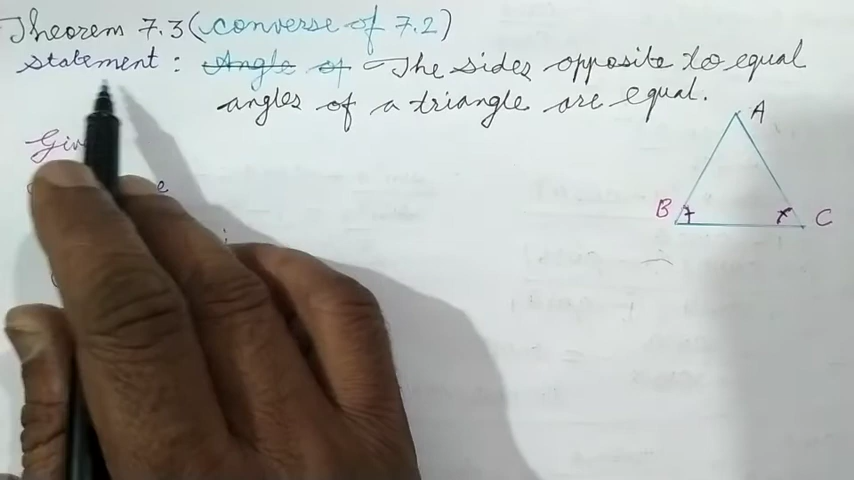 Theorem 7.3 (converse of 7.2)
Statement : Angle of The sides opposite to equal
angles of a triangle are equal.
A
B
C